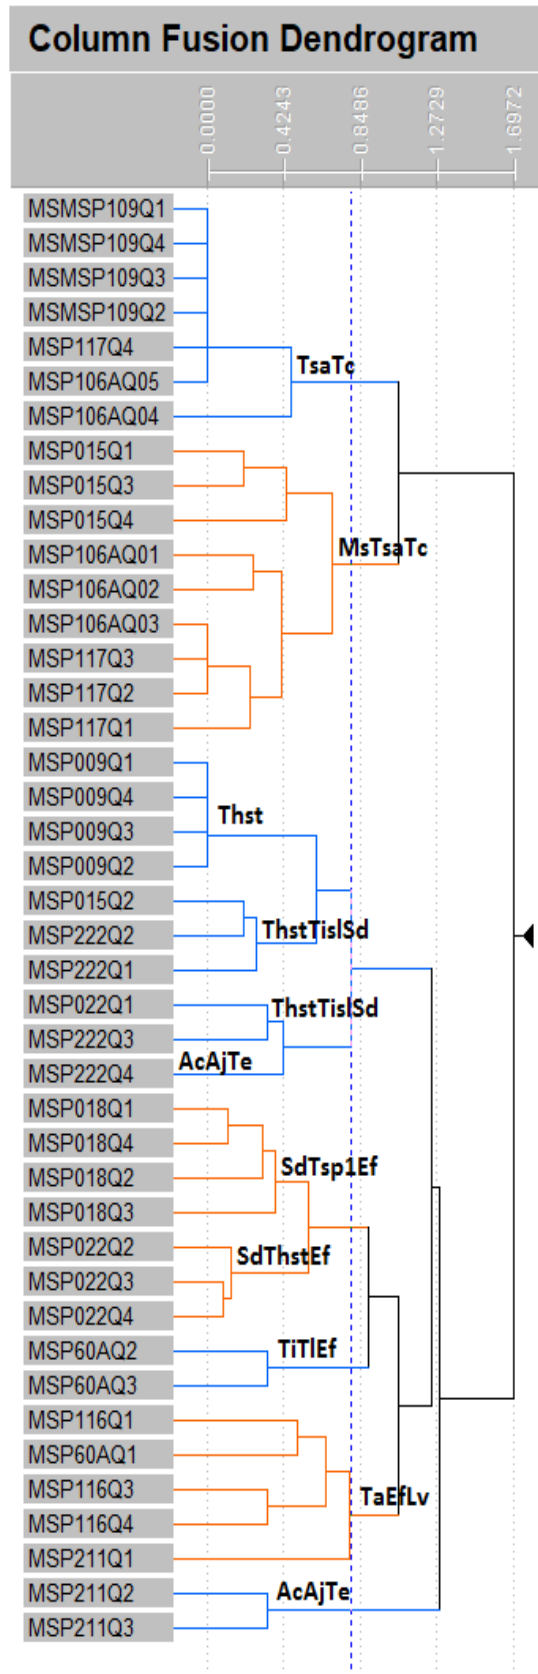 Column Fusion Dendrogram
0.0000 0.4243 0.8486 1.2729 1.6972
MSMSP109Q1
MSMSP109Q4
MSMSP109Q3
MSMSP109Q2
MSP117Q4
TsaTc
MSP106AQ05
MSP106AQ04
MSP015Q1
MSP015Q3
MSP015Q4
MsTsaTc
MSP106AQ01
MSP106AQ02
MSP106AQ03
MSP117Q3
MSP117Q2
MSP117Q1
MSP009Q1
MSP009Q4
Thst
MSP009Q3
MSP009Q2
MSP015Q2
MSP222Q2 ThstTislSd
MSP222Q1
MSP022Q1 ThstTislSd
MSP222Q3
MSP222Q4 AcAjTe
MSP018Q1
MSP018Q4
SdTsp1Ef
MSP018Q2
MSP018Q3
MSP022Q2 SdThstEf
MSP022Q3
MSP022Q4
MSP60AQ2 TiTlEf
MSP60AQ3
MSP116Q1
MSP60AQ1
MSP116Q3 TaEfLv
MSP116Q4
MSP211Q1
MSP211Q2 AcAjTe
MSP211Q3